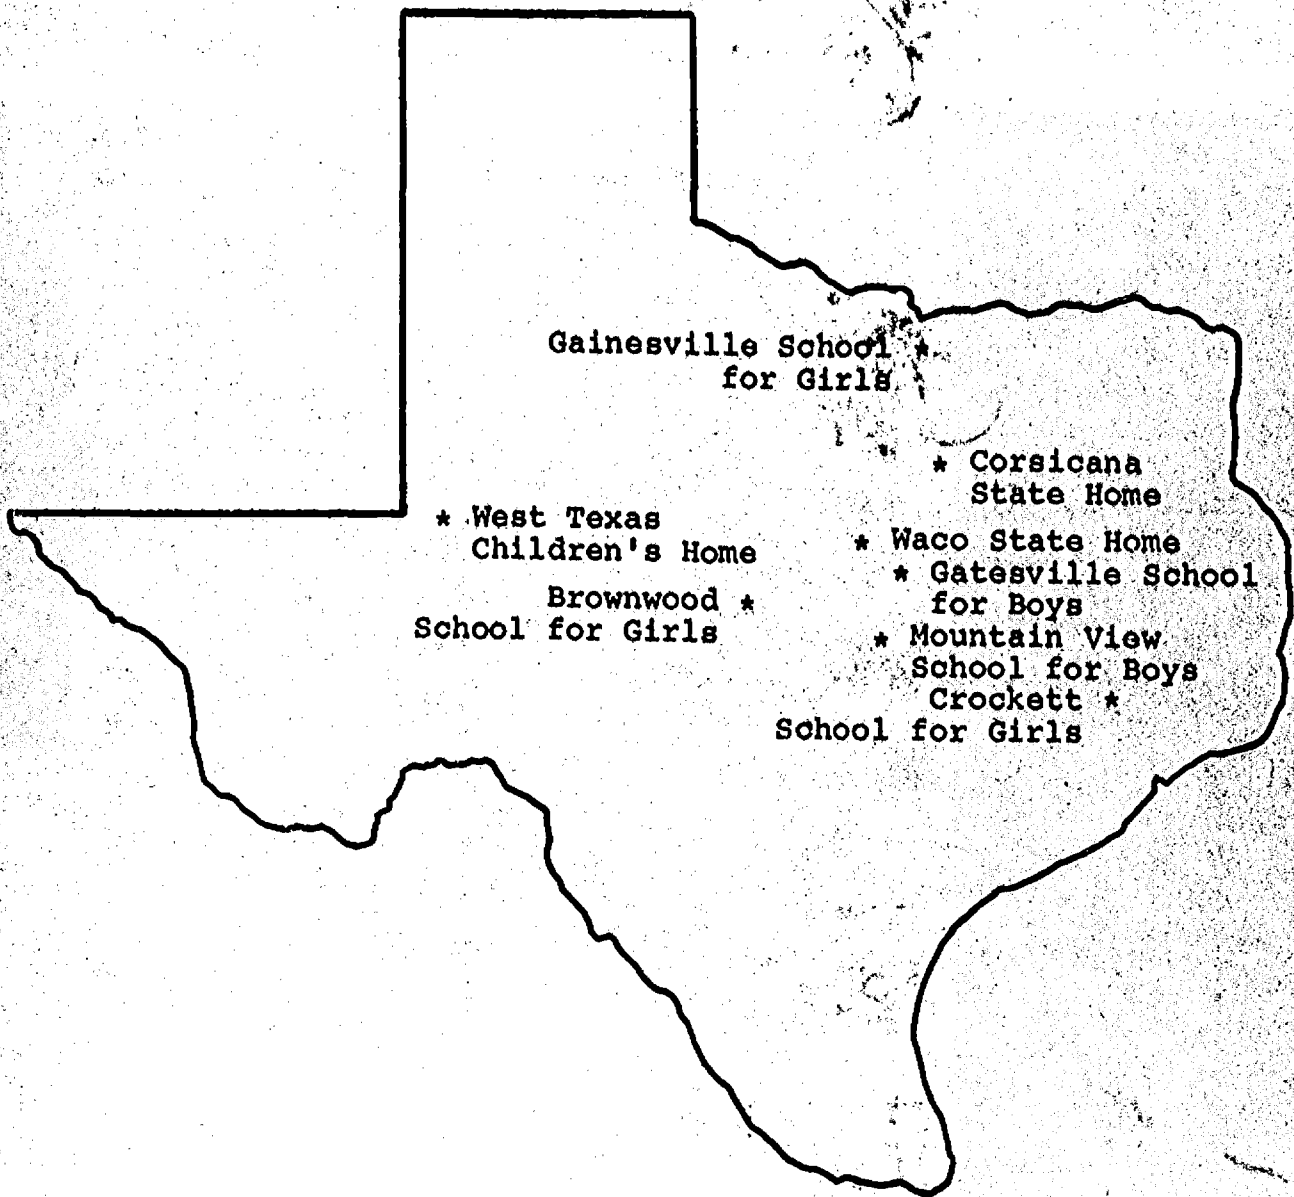 Gainesville School *
for Girls
* Corsicana
State Home
* West Texas
Children's Home
* Waco State Home
* Gatesville School
for Boys
Brownwood *
School for Girls
* Mountain View
School for Boys
Crockett *
School for Girls